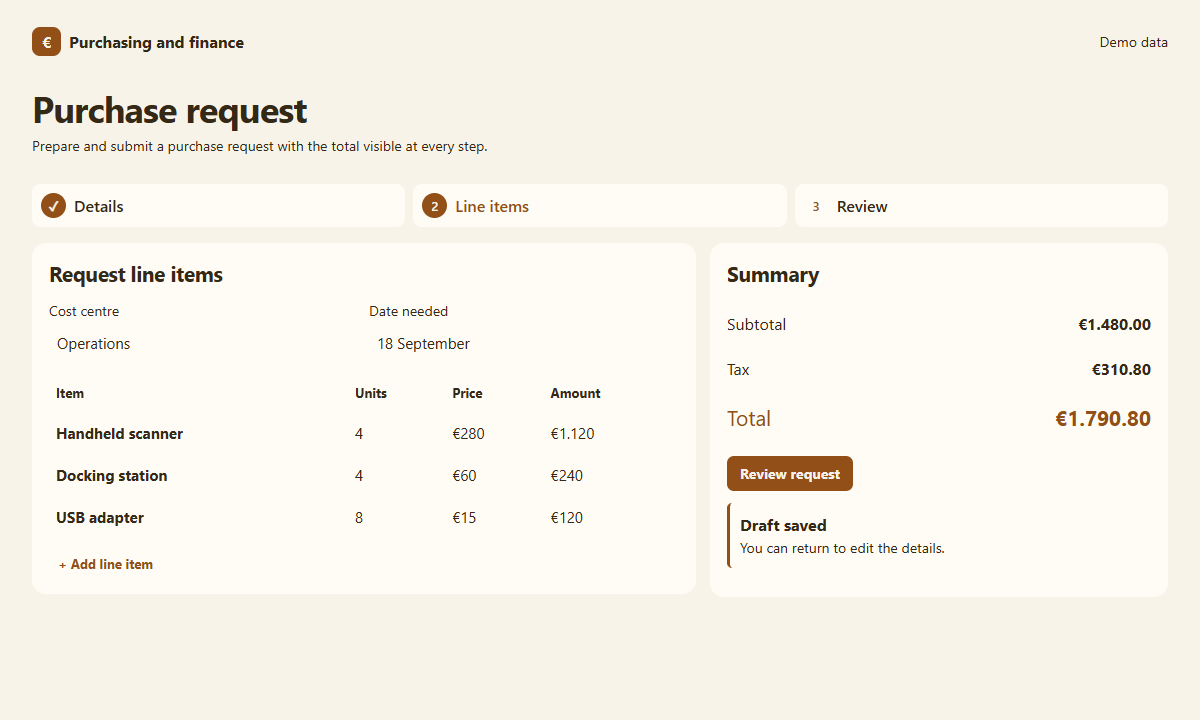 € Purchasing and finance
Demo data
Purchase request
Prepare and submit a purchase request with the total visible at every step.
✓ Details
2 Line items
3 Review
Request line items
Cost centre Date needed
Operations 18 September
Item Units Price Amount
Handheld scanner 4 €280 €1.120
Docking station 4 €60 €240
USB adapter 8 €15 €120
+ Add line item
Summary
Subtotal €1.480.00
Tax €310.80
Total €1.790.80
Review request
Draft saved
You can return to edit the details.